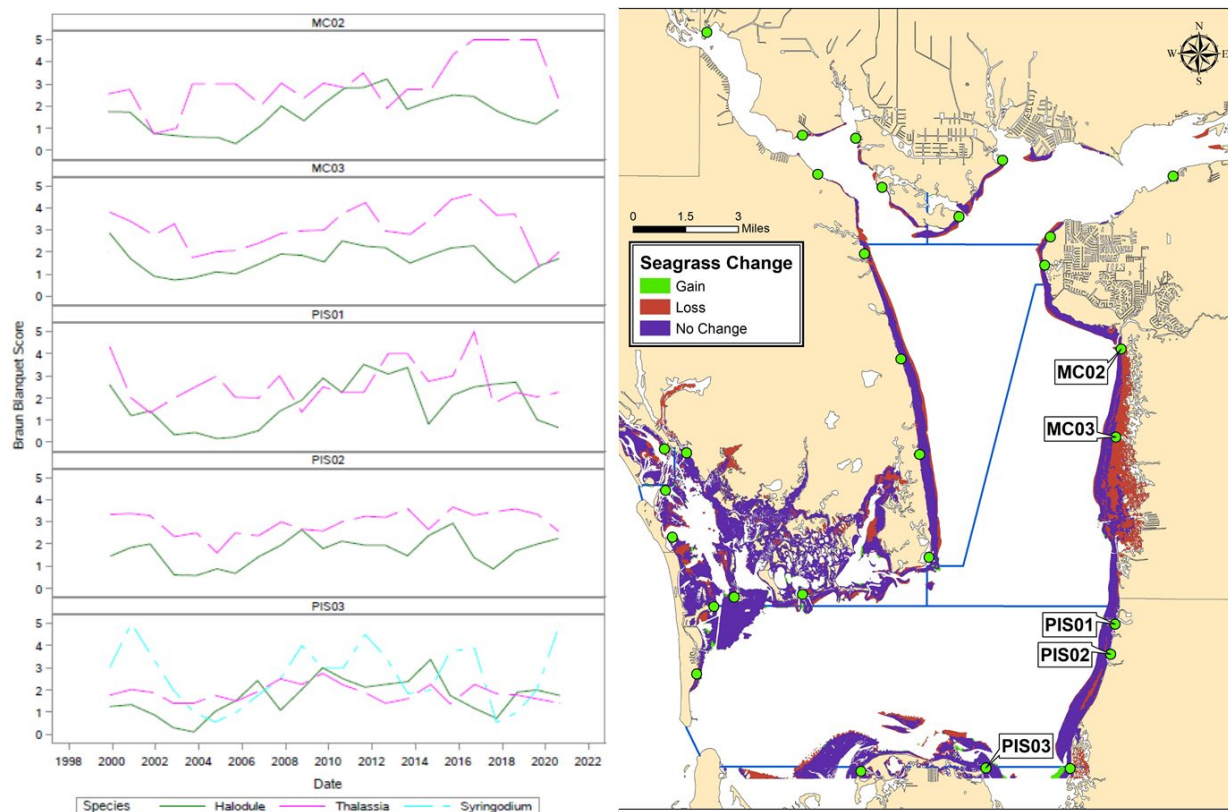 MC02
5
4
3
2
1
0
MC03
5
4
3
2
1
0
PIS01
5
4
3
2
1
0
PIS02
5
4
3
2
1
0
PIS03
5
4
3
2
1
0
Braun Blanquet Score
1998 2000 2002 2004 2006 2008 2010 2012 2014 2016 2018 2020 2022
Date
Species Halodule Thalassia Syringodium
N
W E
S
0 1.5 3
Miles
Seagrass Change
Gain
Loss
No Change
MC02
MC03
PIS01
PIS02
PIS03